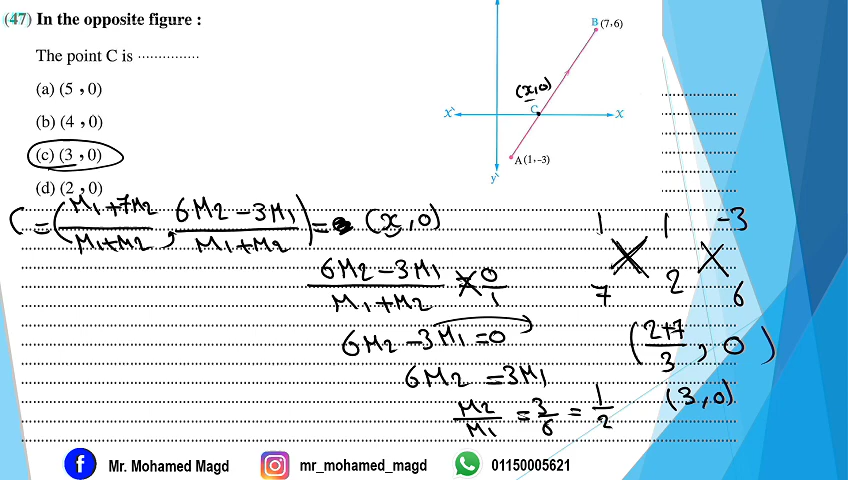 (47) In the opposite figure :
The point C is ...............
(a) (5 , 0)
(b) (4 , 0)
(c) (3 , 0)
(d) (2 , 0)
B (7,6)
(x,0)
C
x' x
A (1,-3)
y'
C = (M1+7M2 / M1+M2 , 6M2-3M1 / M1+M2) = (x,0)
6M2-3M1 / M1+M2 = 0 / 1
6M2-3M1=0
6M2=3M1
M2 / M1 = 3 / 6 = 1 / 2
1 1 -3
7 2 6
(2+7 / 3 , 0)
(3,0)
Mr. Mohamed Magd mr_mohamed_magd 01150005621